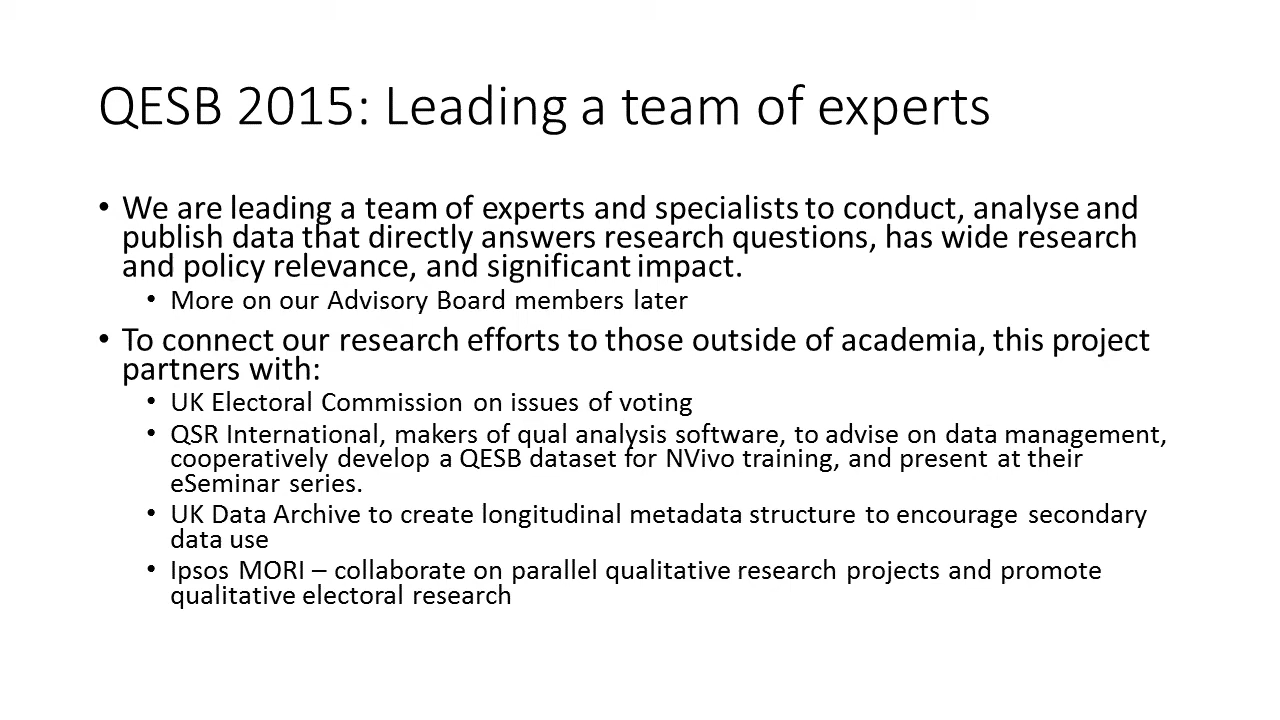 QESB 2015: Leading a team of experts
• We are leading a team of experts and specialists to conduct, analyse and
publish data that directly answers research questions, has wide research
and policy relevance, and significant impact.
• More on our Advisory Board members later
• To connect our research efforts to those outside of academia, this project
partners with:
• UK Electoral Commission on issues of voting
• QSR International, makers of qual analysis software, to advise on data management,
cooperatively develop a QESB dataset for NVivo training, and present at their
eSeminar series.
• UK Data Archive to create longitudinal metadata structure to encourage secondary
data use
• Ipsos MORI – collaborate on parallel qualitative research projects and promote
qualitative electoral research